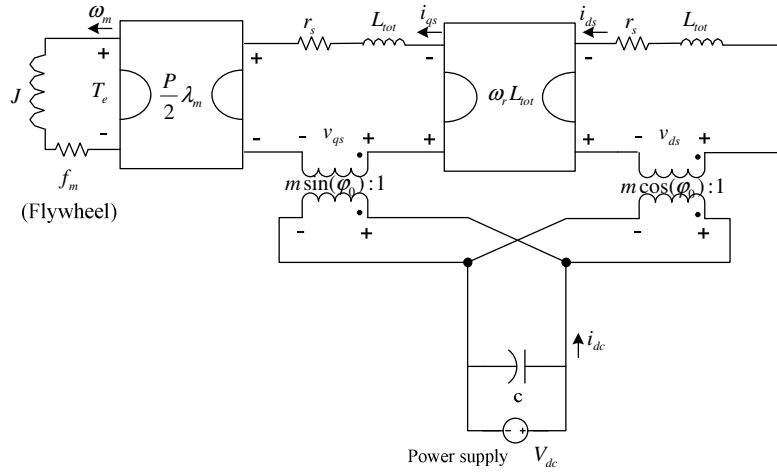 ω_m
r_s
L_tot
i_qs
i_ds
r_s
L_tot
+
+
-
-
J
T_e
P/2 λ_m
ω_r L_tot
-
-
-
v_qs
+
+
+
-
v_ds
+
f_m
m sin(φ_0):1
m cos(φ_0):1
(Flywheel)
-
+
-
+
i_dc
c
- +
Power supply
V_dc